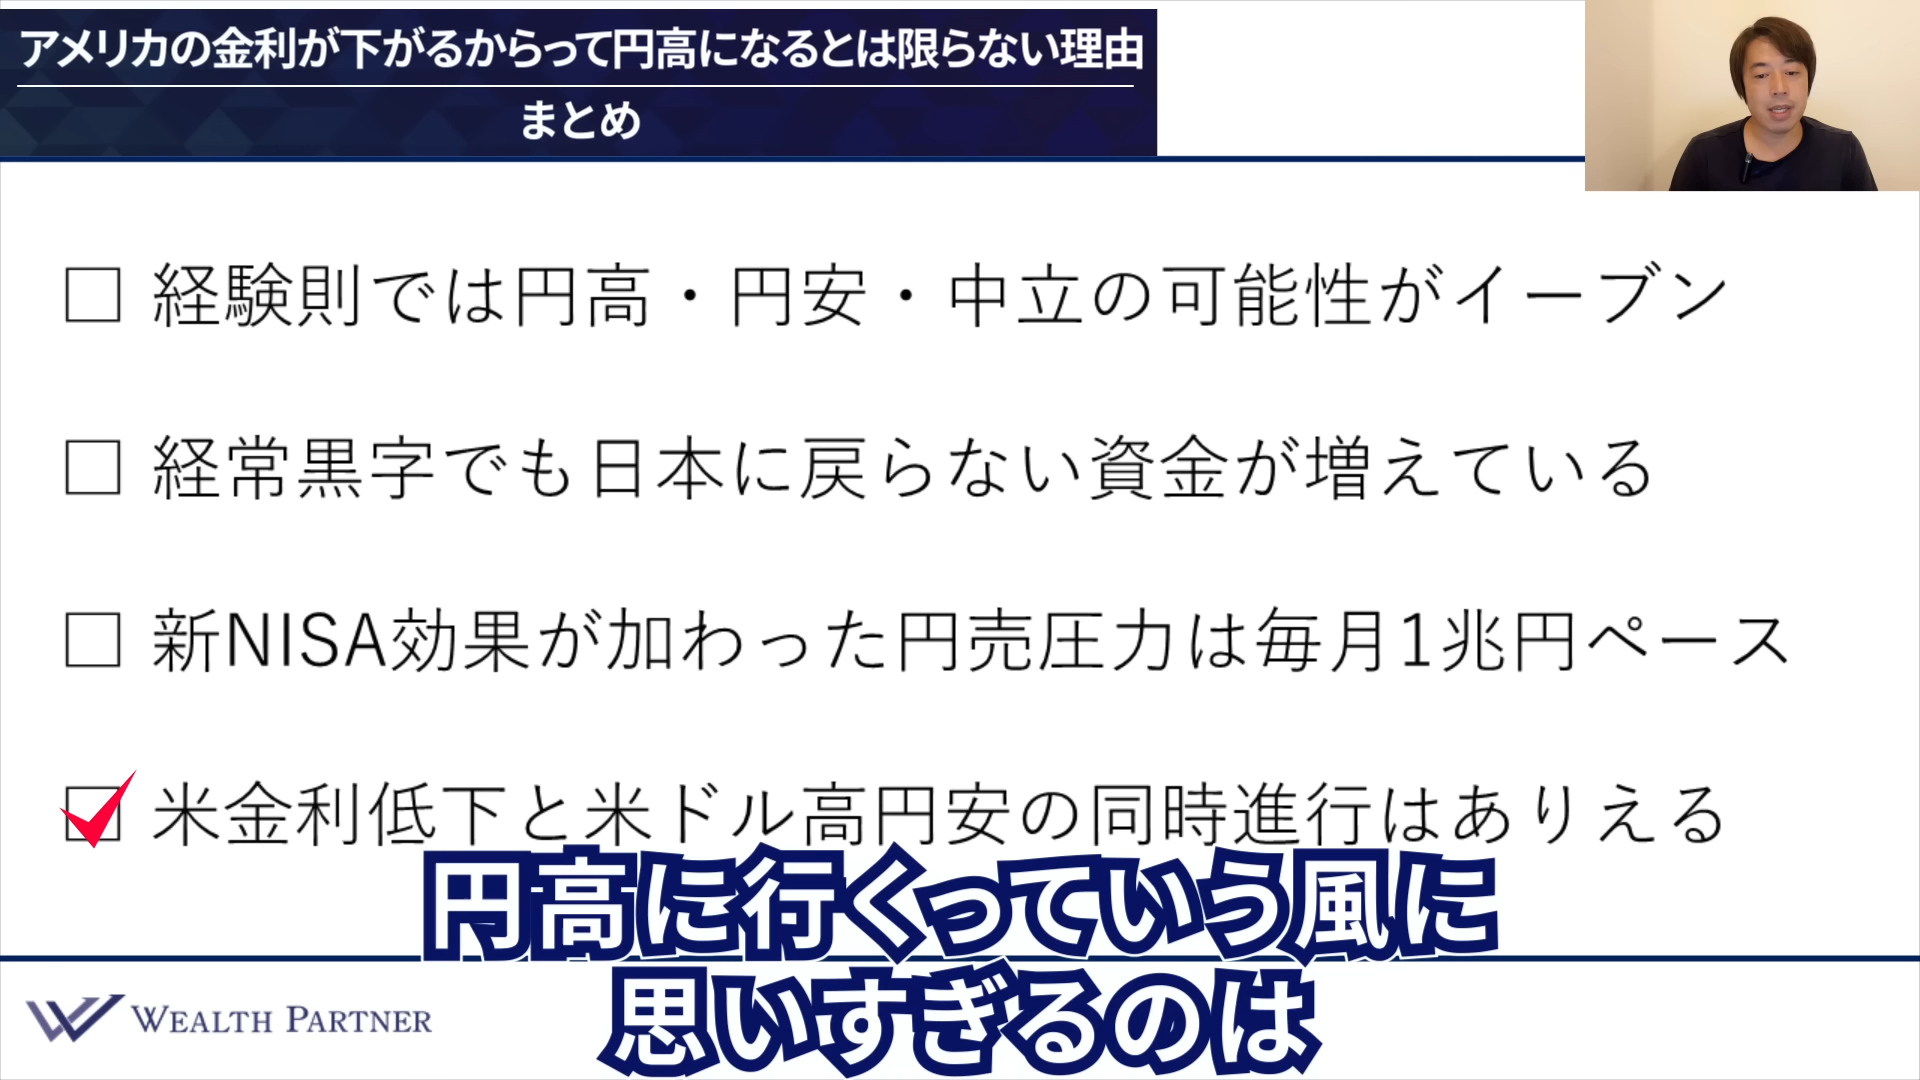 アメリカの金利が下がるからって円高になるとは限らない理由
まとめ
□ 経験則では円高・円安・中立の可能性がイーブン
□ 経常黒字でも日本に戻らない資金が増えている
□ 新NISA効果が加わった円売圧力は毎月1兆円ペース
☑ 米金利低下と米ドル高円安の同時進行はありえる
円高に行くっていう風に
思いすぎるのは
WEALTH PARTNER